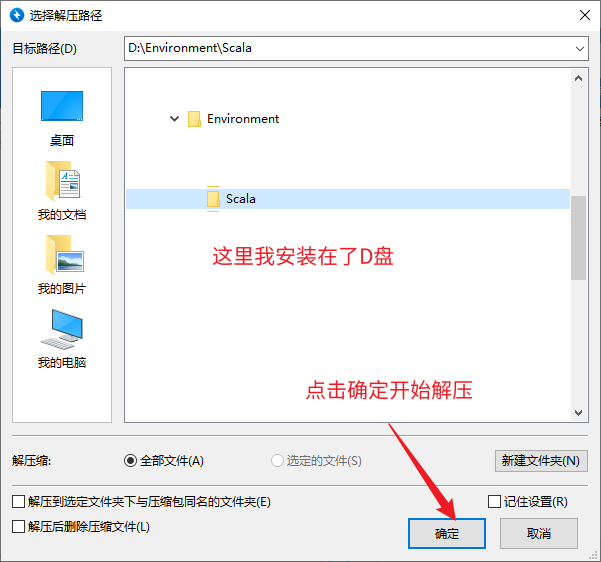 选择解压路径
目标路径(D)
D:\Environment\Scala
桌面
我的文档
我的图片
我的电脑
Environment
Scala
这里我安装在了D盘
点击确定开始解压
解压缩:
全部文件(A)
选定的文件(S)
新建文件夹(N)
解压到选定文件夹下与压缩包同名的文件夹(E)
记住设置(R)
解压后删除压缩文件(L)
确定
取消